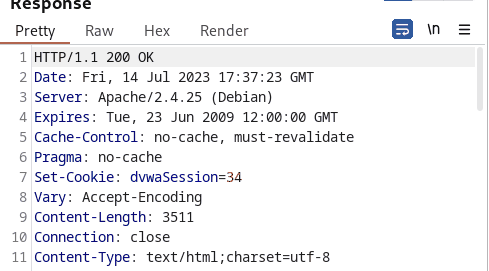 Response
Pretty Raw Hex Render \n
1 HTTP/1.1 200 OK
2 Date: Fri, 14 Jul 2023 17:37:23 GMT
3 Server: Apache/2.4.25 (Debian)
4 Expires: Tue, 23 Jun 2009 12:00:00 GMT
5 Cache-Control: no-cache, must-revalidate
6 Pragma: no-cache
7 Set-Cookie: dvwaSession=34
8 Vary: Accept-Encoding
9 Content-Length: 3511
10 Connection: close
11 Content-Type: text/html;charset=utf-8